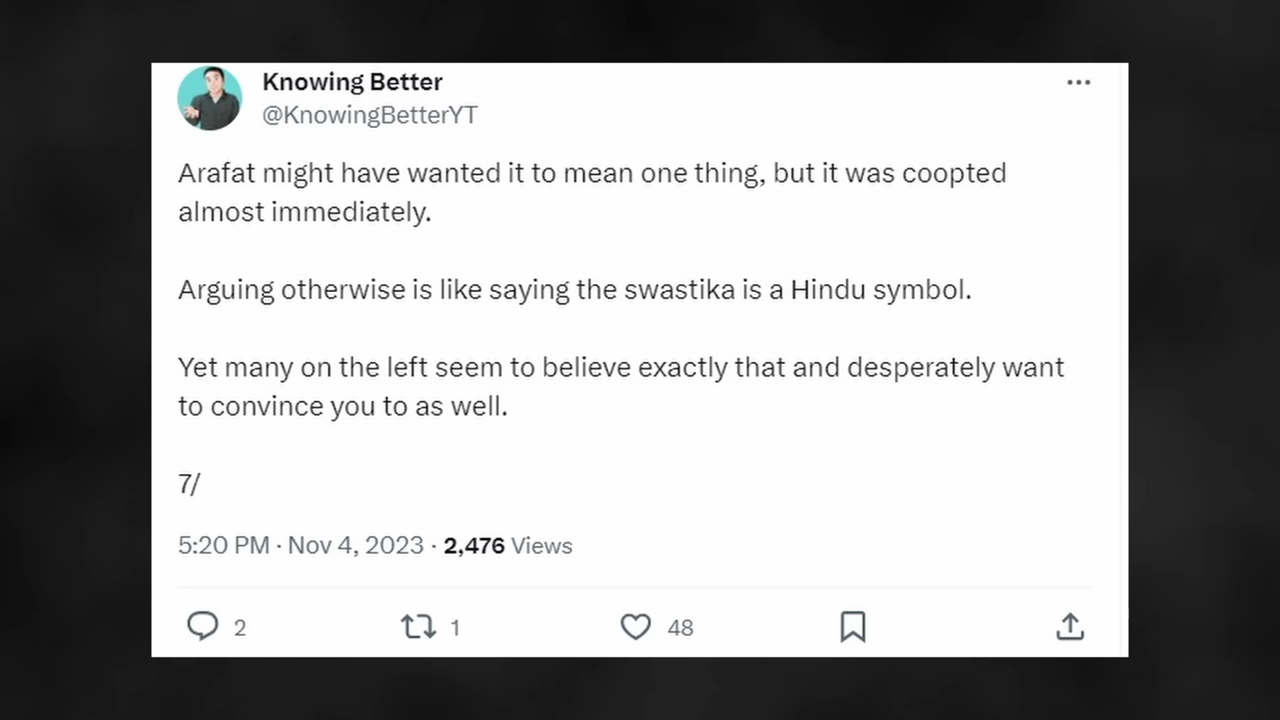 Knowing Better
@KnowingBetterYT
Arafat might have wanted it to mean one thing, but it was coopted
almost immediately.
Arguing otherwise is like saying the swastika is a Hindu symbol.
Yet many on the left seem to believe exactly that and desperately want
to convince you to as well.
7/
5:20 PM · Nov 4, 2023 · 2,476 Views
2 1 48